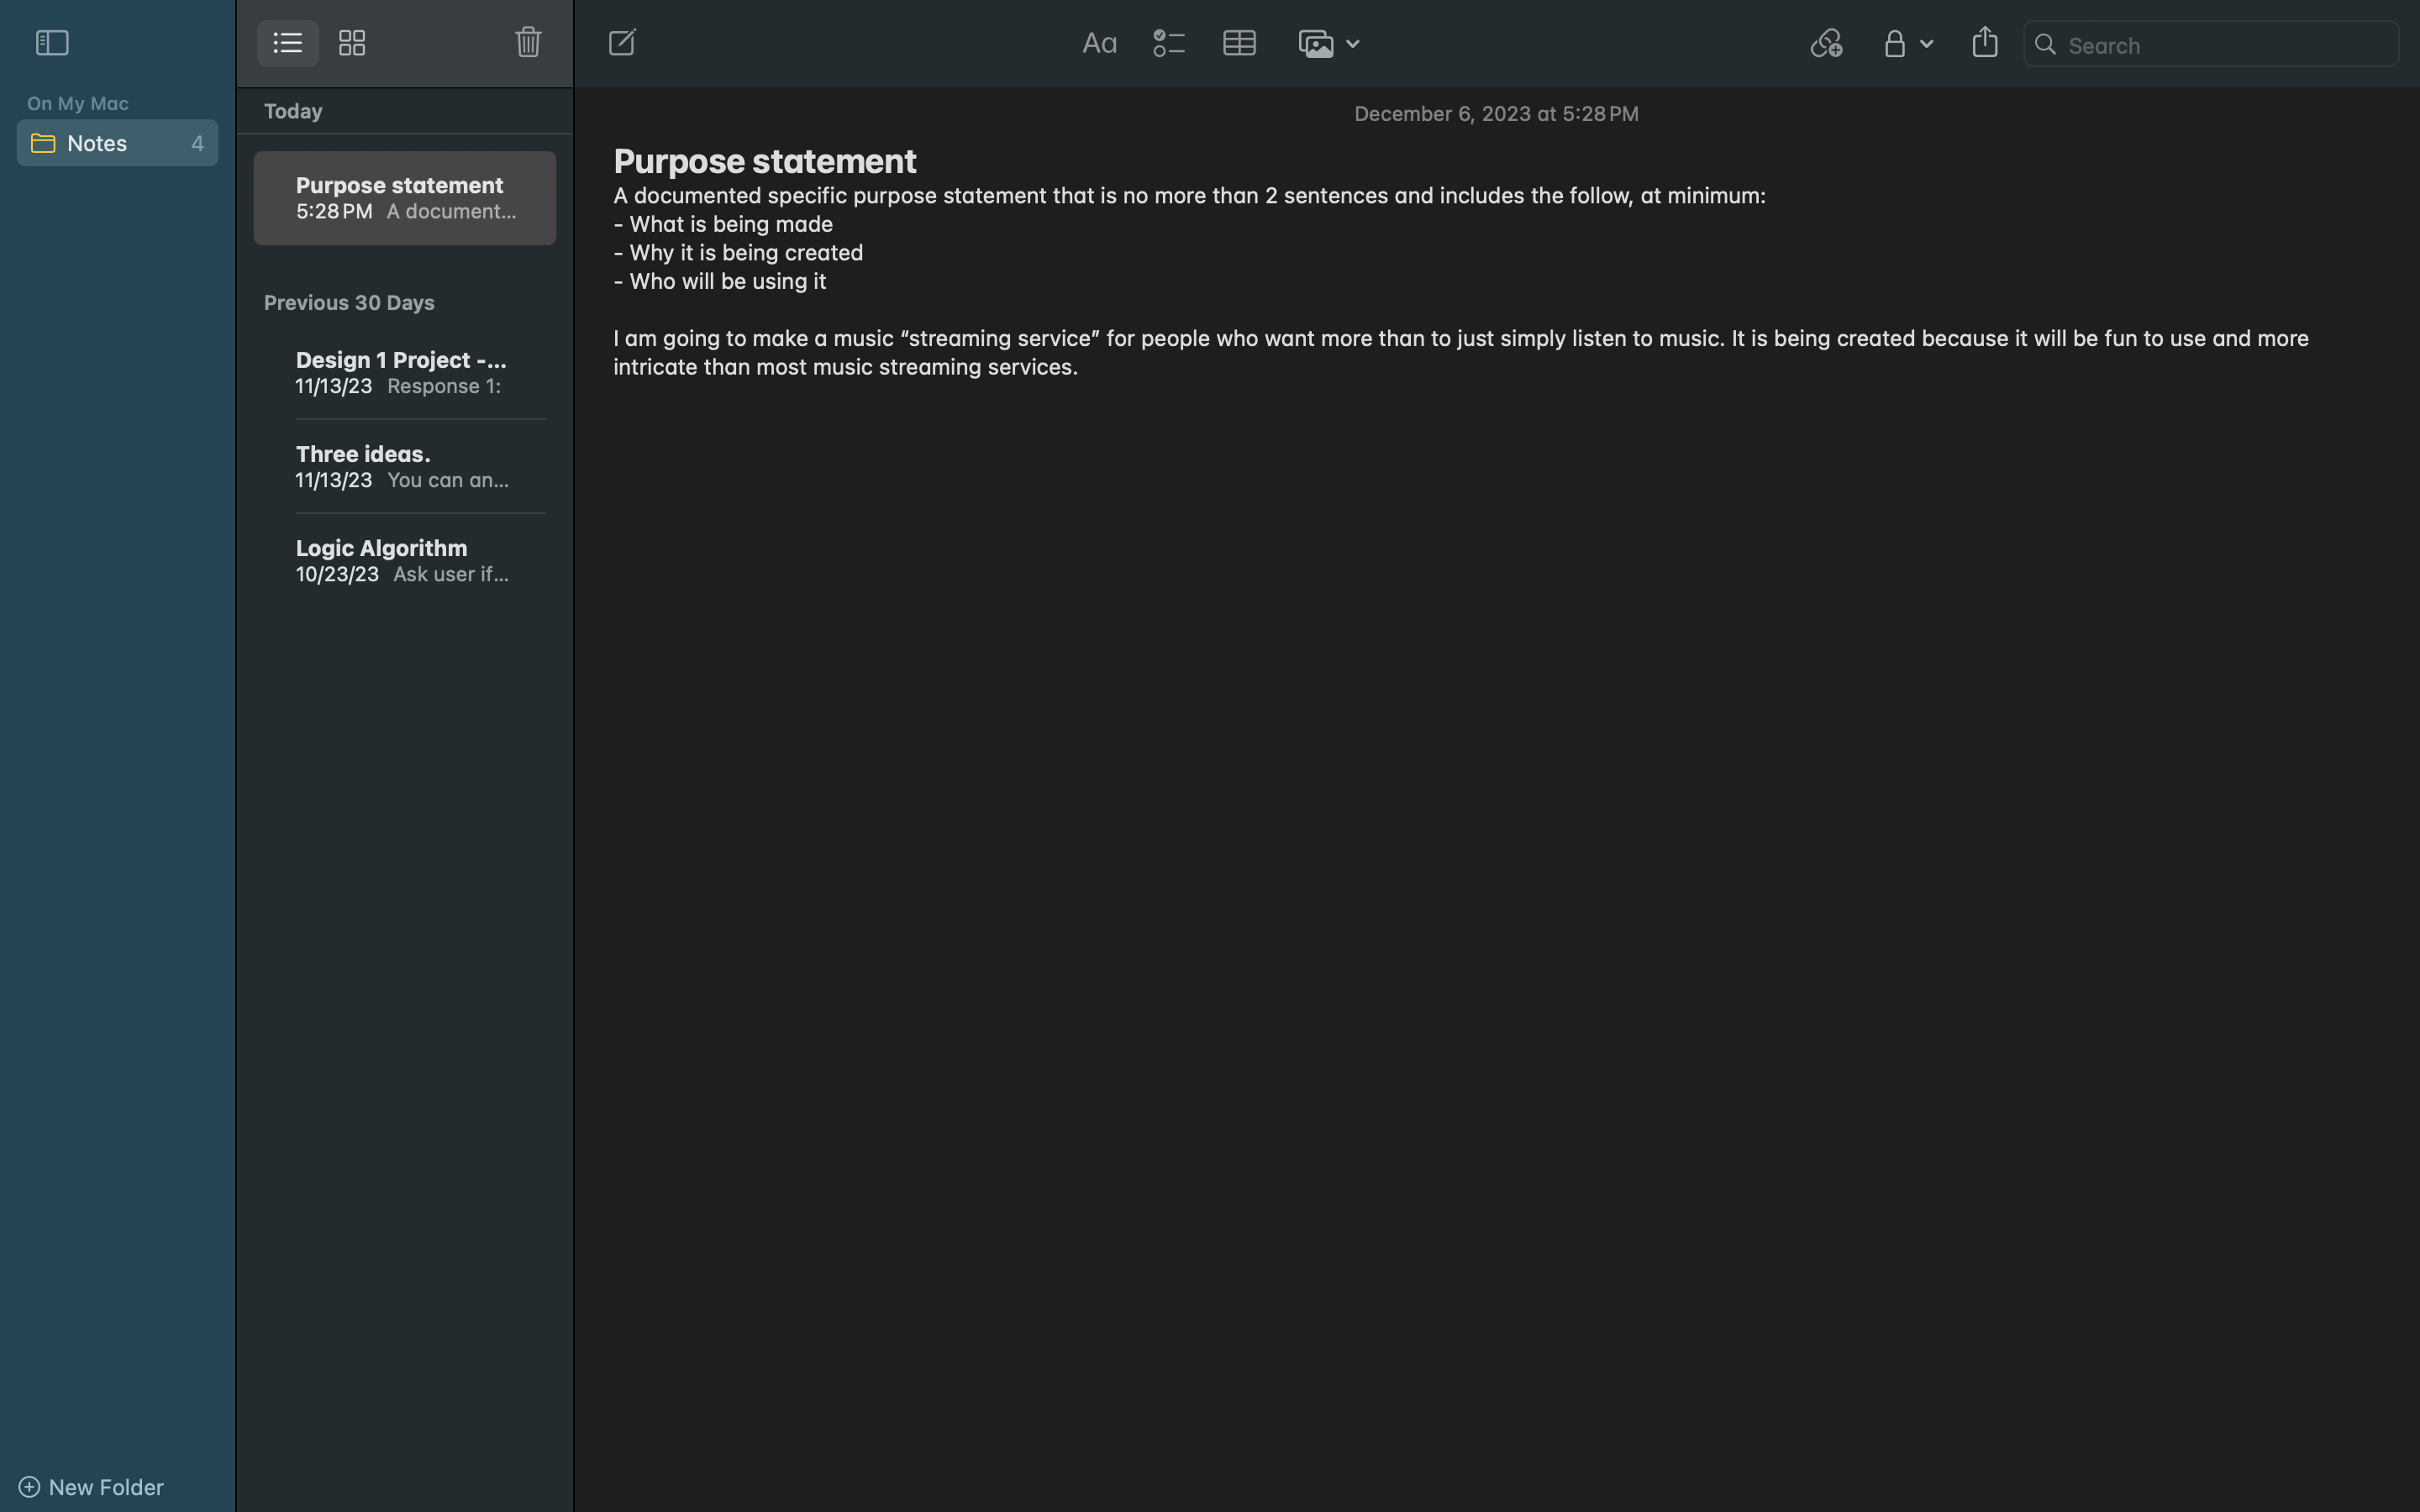 On My Mac
Notes 4
New Folder
Today
Purpose statement
5:28 PM A document...
Previous 30 Days
Design 1 Project -...
11/13/23 Response 1:
Three ideas.
11/13/23 You can an...
Logic Algorithm
10/23/23 Ask user if...
Aa
Search
December 6, 2023 at 5:28 PM
Purpose statement
A documented specific purpose statement that is no more than 2 sentences and includes the follow, at minimum:
- What is being made
- Why it is being created
- Who will be using it
I am going to make a music “streaming service” for people who want more than to just simply listen to music. It is being created because it will be fun to use and more
intricate than most music streaming services.